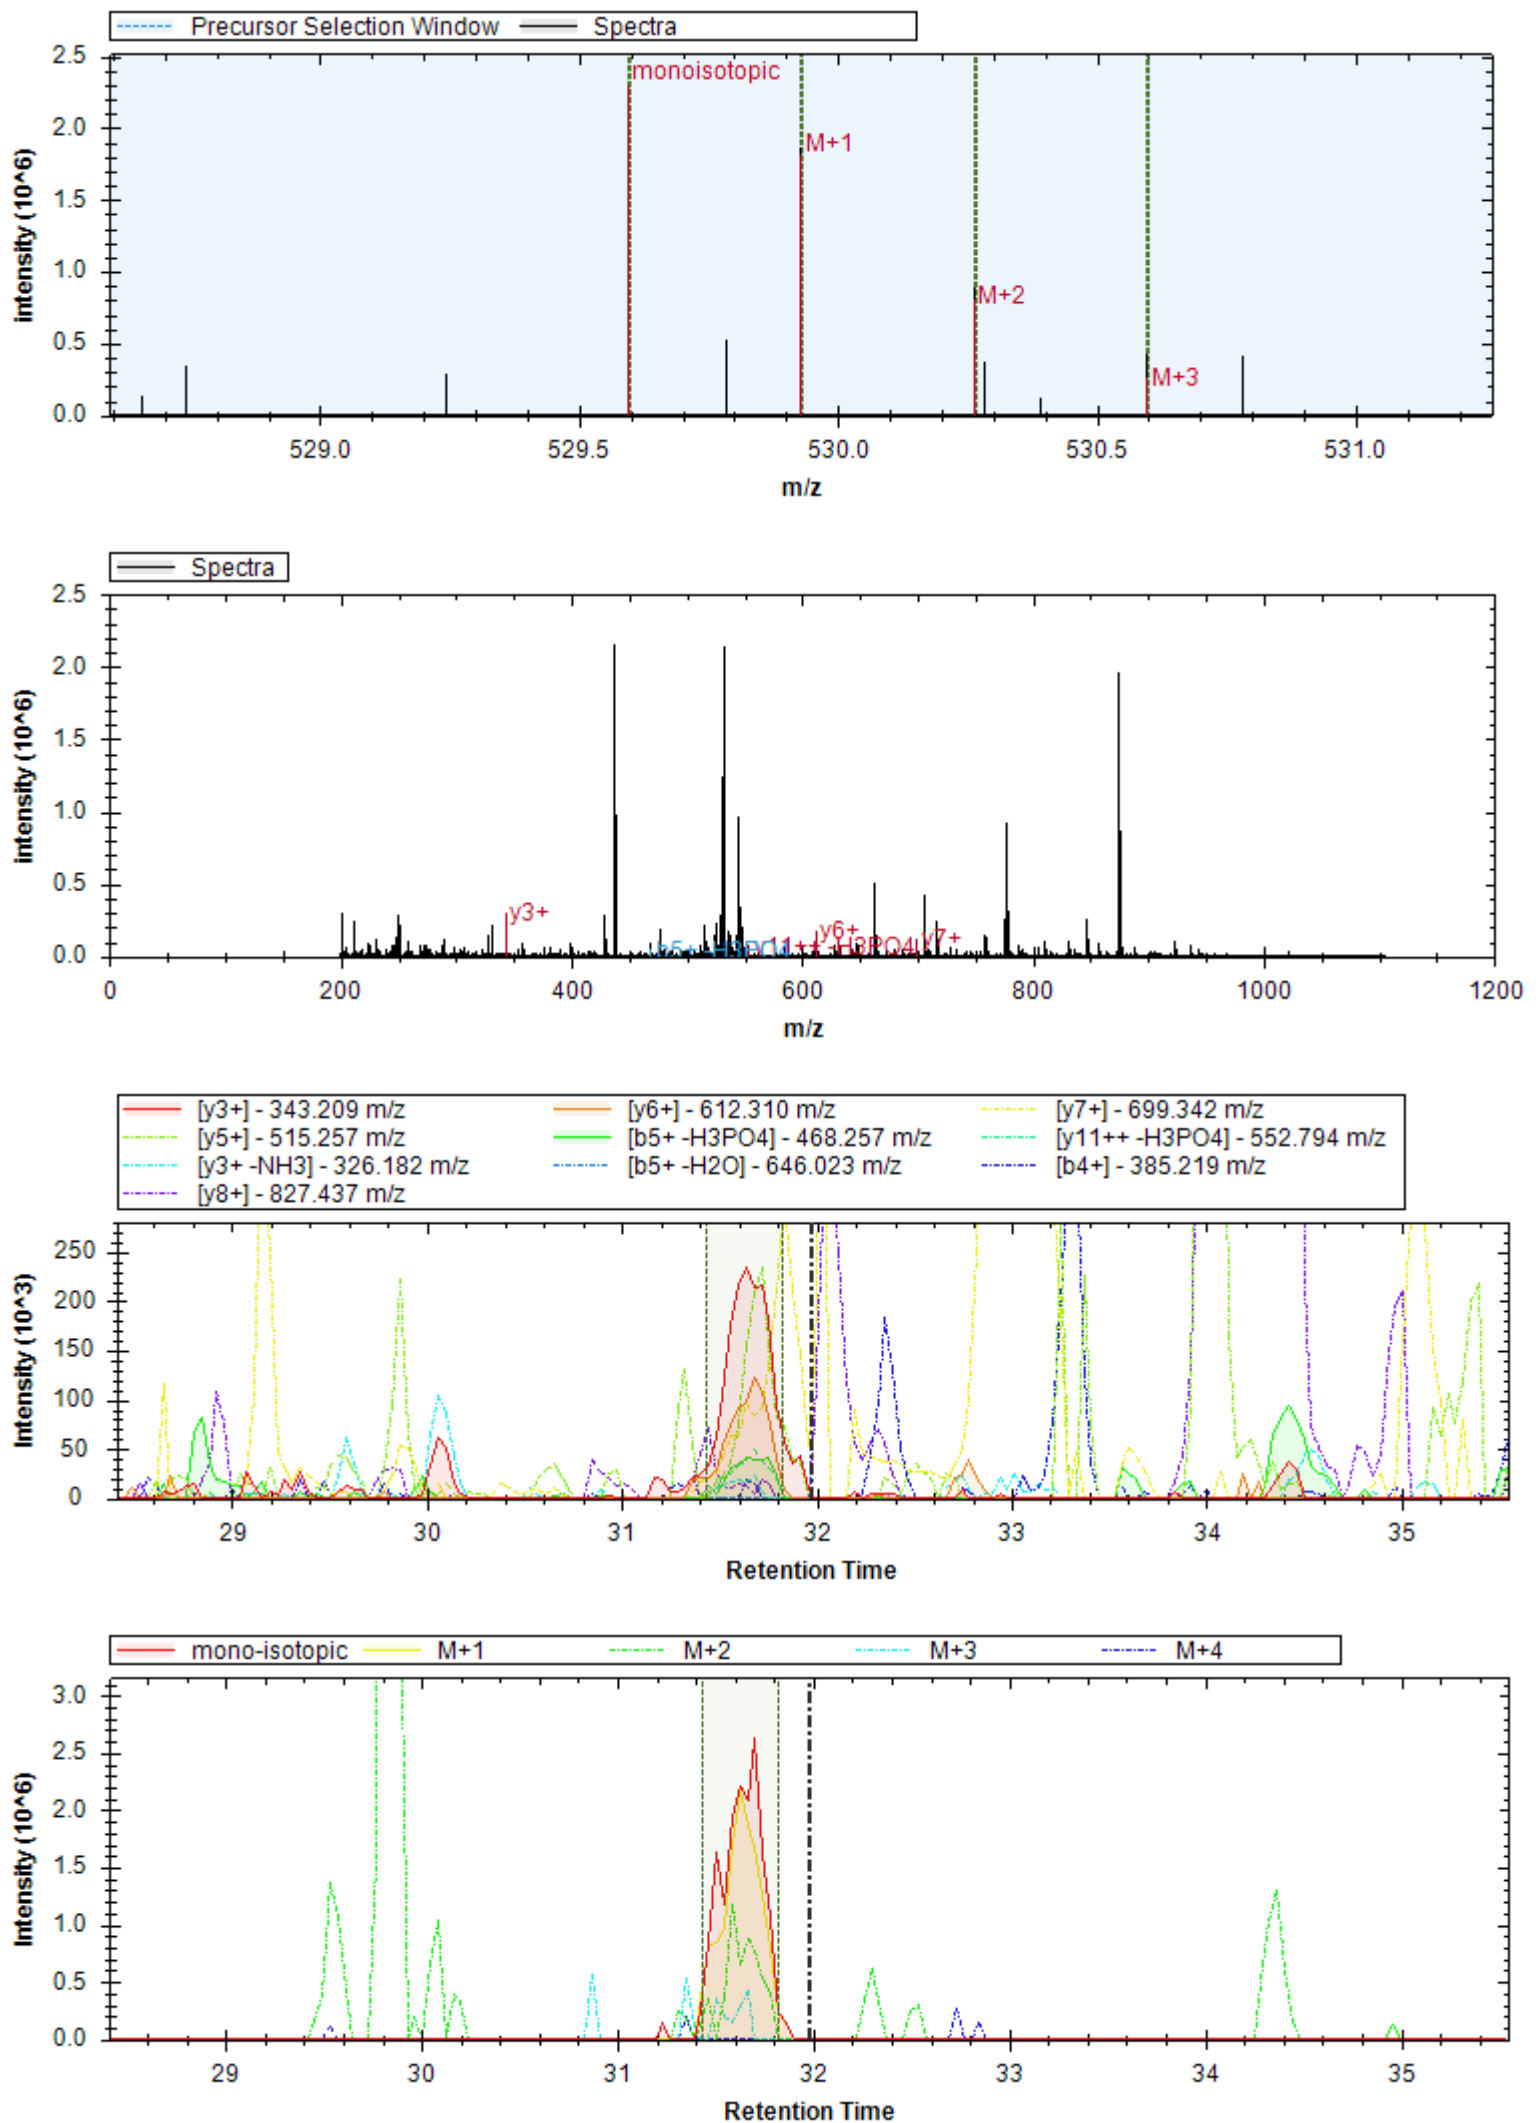 Precursor Selection Window Spectra
2.5
monoisotopic
2.0
M+1
1.5
1.0
M+2
0.5
M+3
0.0
529.0 529.5 530.0 530.5 531.0
m/z
intensity (10^6)
Spectra
2.5
2.0
1.5
1.0
0.5
y3+
y6+
y7+
b5+ -H3PO4
11++ -H3PO4
0.0
0 200 400 600 800 1000 1200
m/z
intensity (10^6)
[y3+] - 343.209 m/z [y6+] - 612.310 m/z [y7+] - 699.342 m/z
[y5+] - 515.257 m/z [b5+ -H3PO4] - 468.257 m/z [y11++ -H3PO4] - 552.794 m/z
[y3+ -NH3] - 326.182 m/z [b5+ -H2O] - 646.023 m/z [b4+] - 385.219 m/z
[y8+] - 827.437 m/z
250
200
150
100
50
0
29 30 31 32 33 34 35
Retention Time
Intensity (10^3)
mono-isotopic M+1 M+2 M+3 M+4
3.0
2.5
2.0
1.5
1.0
0.5
0.0
29 30 31 32 33 34 35
Retention Time
Intensity (10^6)